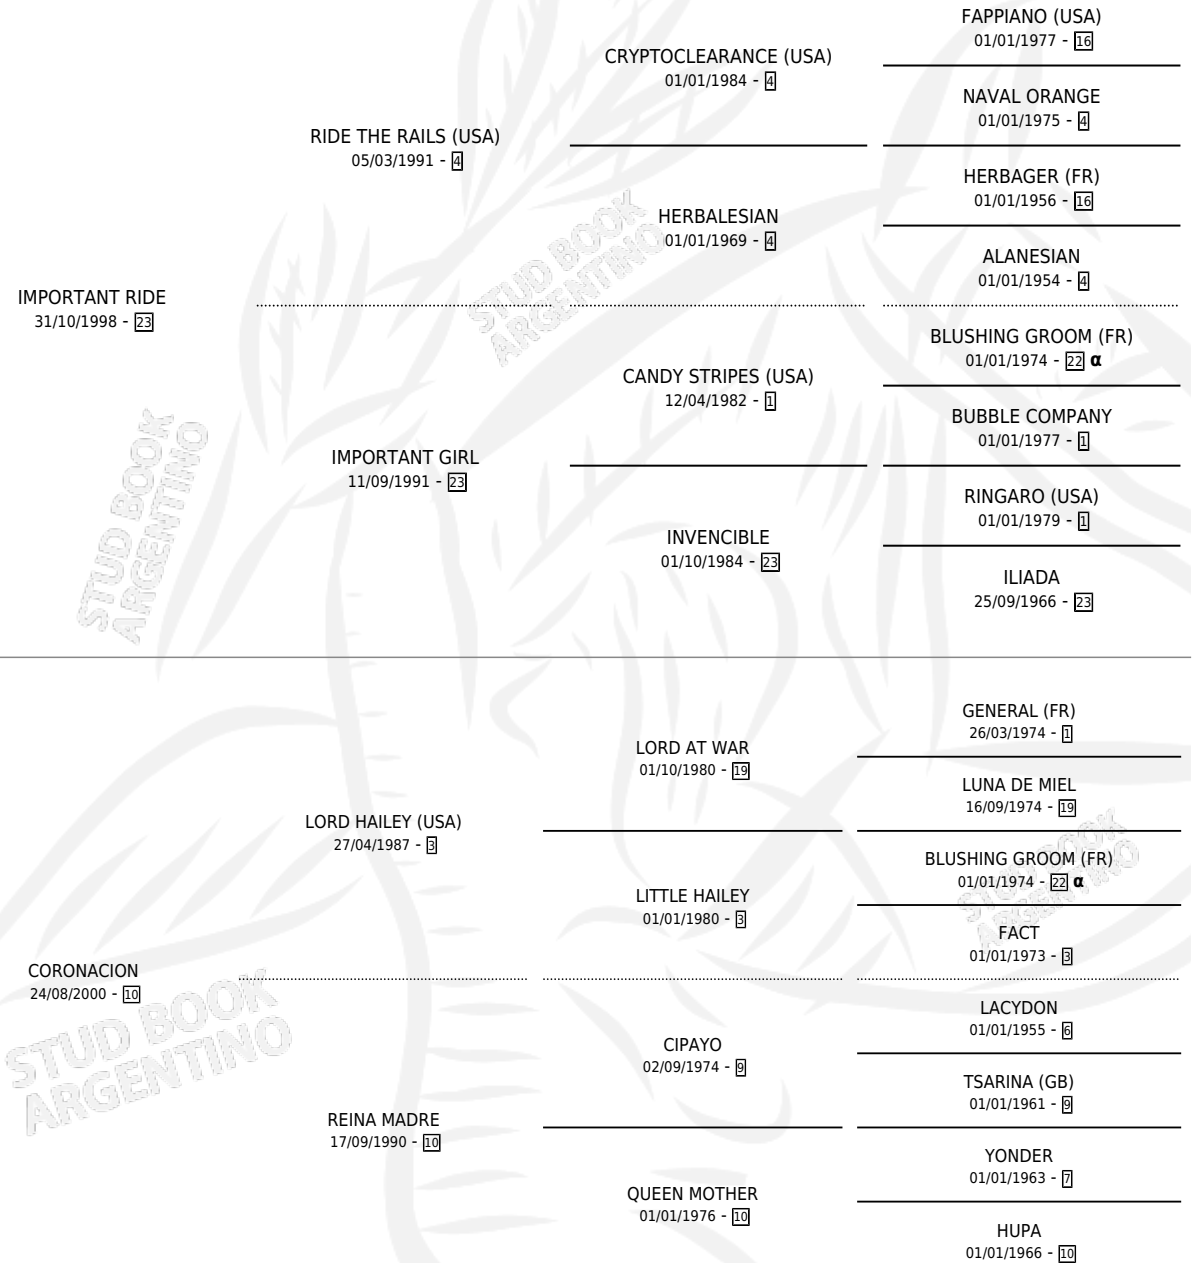 FAPPIANO (USA)
01/01/1977 - 16
CRYPTOCLEARANCE (USA)
01/01/1984 - 4
NAVAL ORANGE
01/01/1975 - 4
RIDE THE RAILS (USA)
05/03/1991 - 4
HERBAGER (FR)
01/01/1956 - 16
HERBALESIAN
01/01/1969 - 4
ALANESIAN
01/01/1954 - 4
IMPORTANT RIDE
31/10/1998 - 23
BLUSHING GROOM (FR)
01/01/1974 - 22 α
CANDY STRIPES (USA)
12/04/1982 - 1
BUBBLE COMPANY
01/01/1977 - 1
IMPORTANT GIRL
11/09/1991 - 23
RINGARO (USA)
01/01/1979 - 1
INVENCIBLE
01/10/1984 - 23
ILIADA
25/09/1966 - 23
GENERAL (FR)
26/03/1974 - 1
LORD AT WAR
01/10/1980 - 19
LUNA DE MIEL
16/09/1974 - 19
LORD HAILEY (USA)
27/04/1987 - 3
BLUSHING GROOM (FR)
01/01/1974 - 22 α
LITTLE HAILEY
01/01/1980 - 3
FACT
01/01/1973 - 3
CORONACION
24/08/2000 - 10
LACYDON
01/01/1955 - 6
CIPAYO
02/09/1974 - 9
TSARINA (GB)
01/01/1961 - 9
REINA MADRE
17/09/1990 - 10
YONDER
01/01/1963 - 7
QUEEN MOTHER
01/01/1976 - 10
HUPA
01/01/1966 - 10
STUD BOOK
ARGENTINO
STUD BOOK
ARGENTINO
STUD BOOK
ARGENTINO
STUD BOOK
ARGENTINO